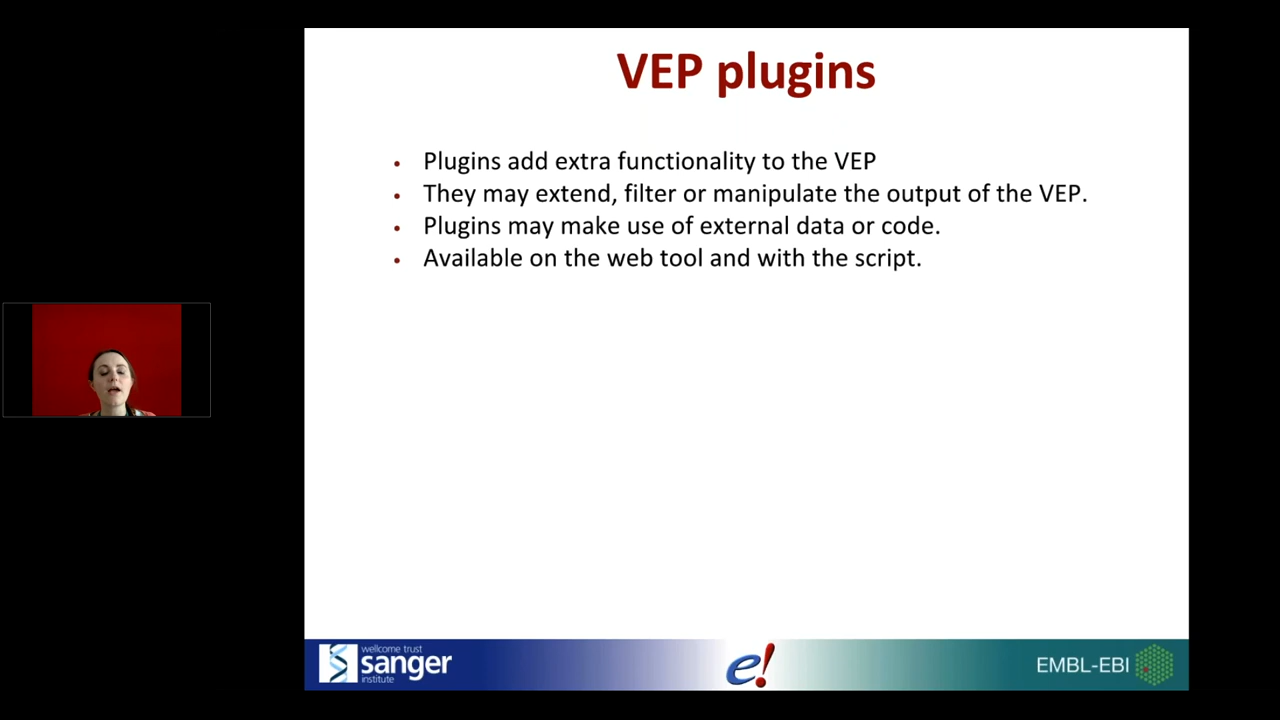 VEP plugins
• Plugins add extra functionality to the VEP
• They may extend, filter or manipulate the output of the VEP.
• Plugins may make use of external data or code.
• Available on the web tool and with the script.
wellcome trust
sanger
institute
e!
EMBL-EBI